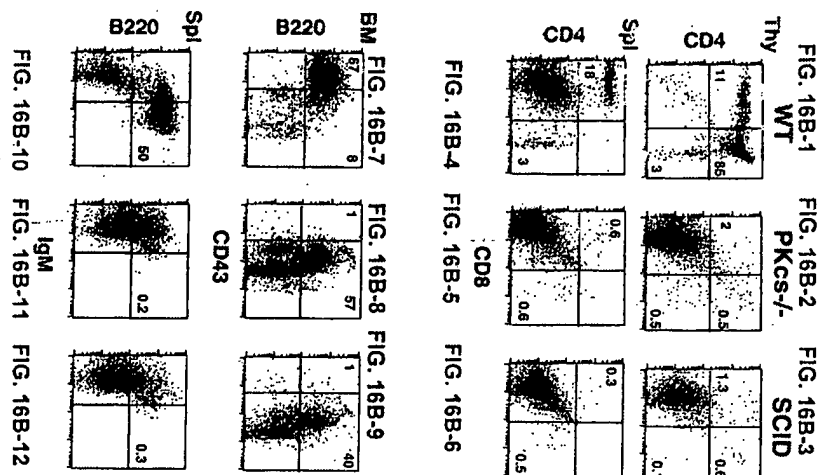 FIG. 16B-1 FIG. 16B-2 FIG. 16B-3
WT PKcs-/- SCID
Thy
CD4
11 85 2 0.5 1.3 0.6
3 0.5
Spl
CD4
18 0.6 0.3
3 0.6 0.5
CD8
FIG. 16B-4 FIG. 16B-5 FIG. 16B-6
FIG. 16B-7 FIG. 16B-8 FIG. 16B-9
BM
B220
8 1 57 1 40
CD43
Spl
B220
50 0.2 0.3
IgM
FIG. 16B-10 FIG. 16B-11 FIG. 16B-12